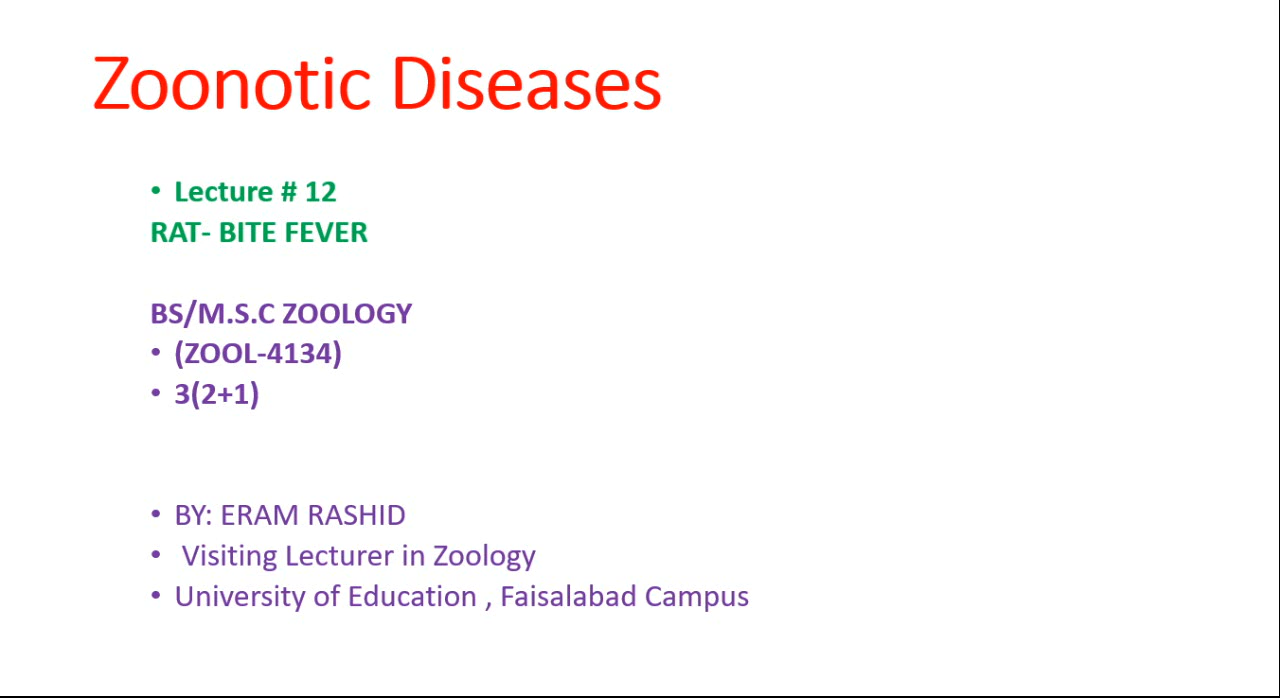 Zoonotic Diseases
• Lecture # 12
RAT- BITE FEVER
BS/M.S.C ZOOLOGY
• (ZOOL-4134)
• 3(2+1)
• BY: ERAM RASHID
• Visiting Lecturer in Zoology
• University of Education , Faisalabad Campus